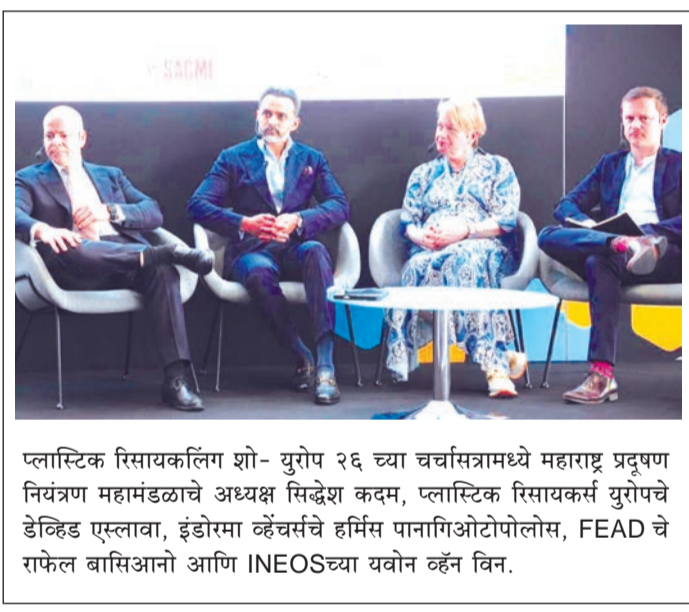 SACMI
प्लास्टिक रिसायकलिंग शो- युरोप २६ च्या चर्चासत्रामध्ये महाराष्ट्र प्रदूषण
नियंत्रण महामंडळाचे अध्यक्ष सिद्धेश कदम, प्लास्टिक रिसायकर्स युरोपचे
डेव्हिड एस्लावा, इंडोरमा व्हेंचर्सचे हर्मिस पानागिओटोपोलोस, FEAD चे
राफेल बासिआनो आणि INEOSच्या यवोन व्हॅन विन.